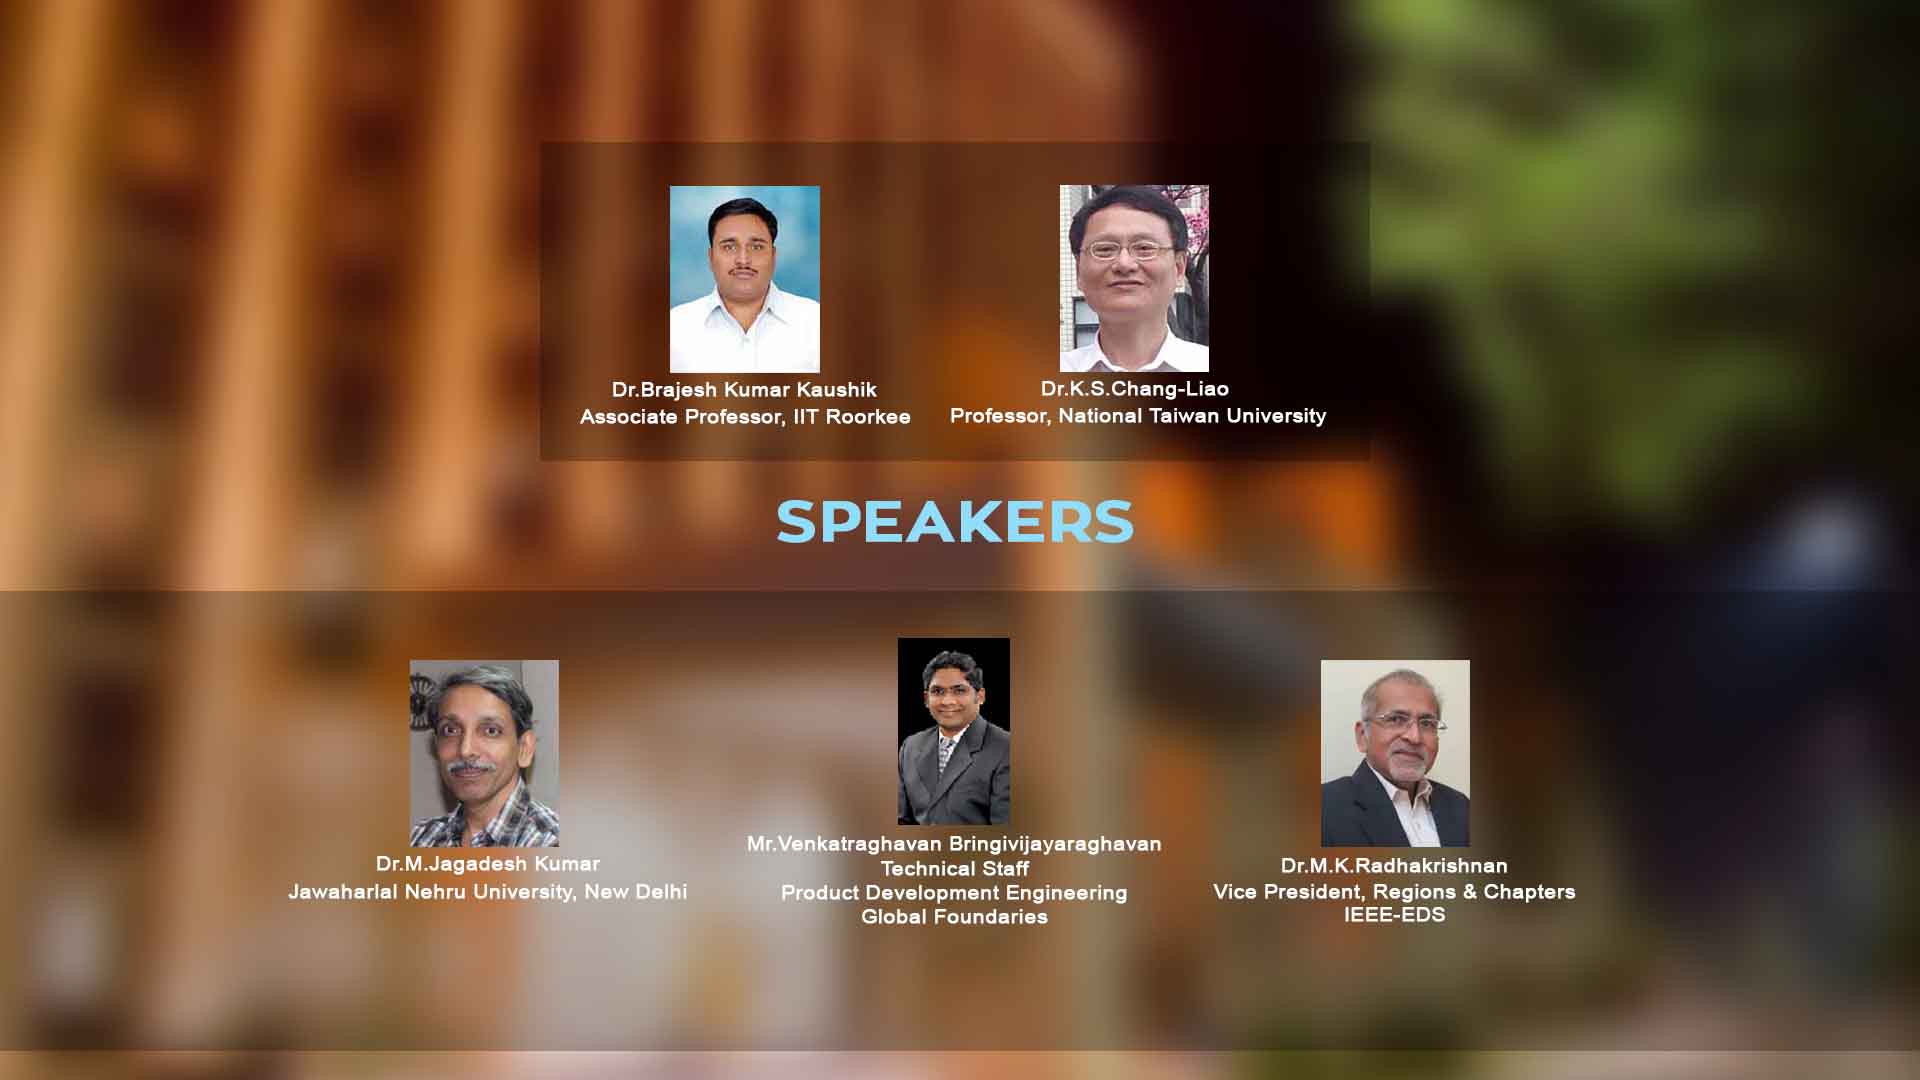 Dr.Brajesh Kumar Kaushik
Associate Professor, IIT Roorkee
Dr.K.S.Chang-Liao
Professor, National Taiwan University
SPEAKERS
Dr.M.Jagadesh Kumar
Jawaharlal Nehru University, New Delhi
Mr.Venkatraghavan Bringivijayaraghavan
Technical Staff
Product Development Engineering
Global Foundaries
Dr.M.K.Radhakrishnan
Vice President, Regions & Chapters
IEEE-EDS